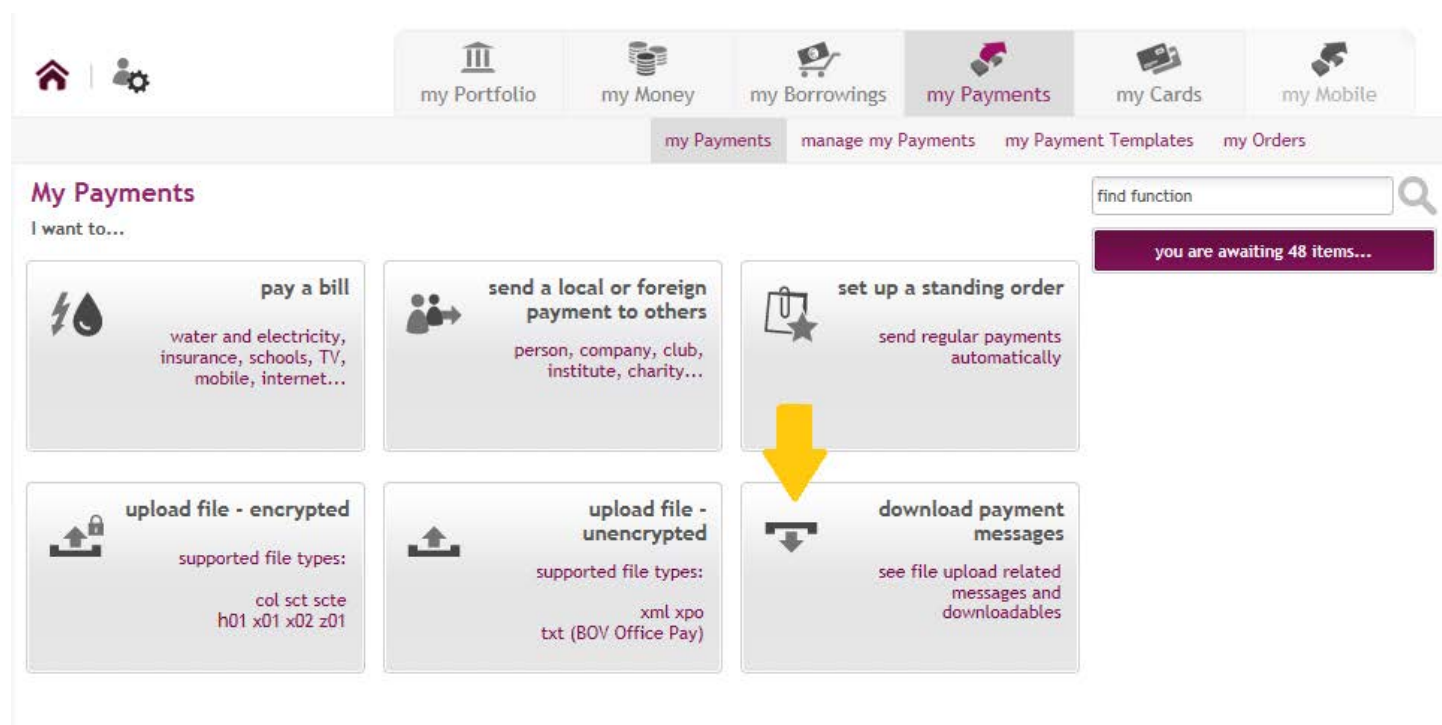 my Portfolio
my Money
my Borrowings
my Payments
my Cards
my Mobile
my Payments
manage my Payments
my Payment Templates
my Orders
My Payments
I want to...
find function
you are awaiting 48 items...
pay a bill
water and electricity,
insurance, schools, TV,
mobile, internet...
send a local or foreign
payment to others
person, company, club,
institute, charity...
set up a standing order
send regular payments
automatically
upload file - encrypted
supported file types:
col sct scte
h01 x01 x02 z01
upload file -
unencrypted
supported file types:
xml xpo
txt (BOV Office Pay)
download payment
messages
see file upload related
messages and
downloadables